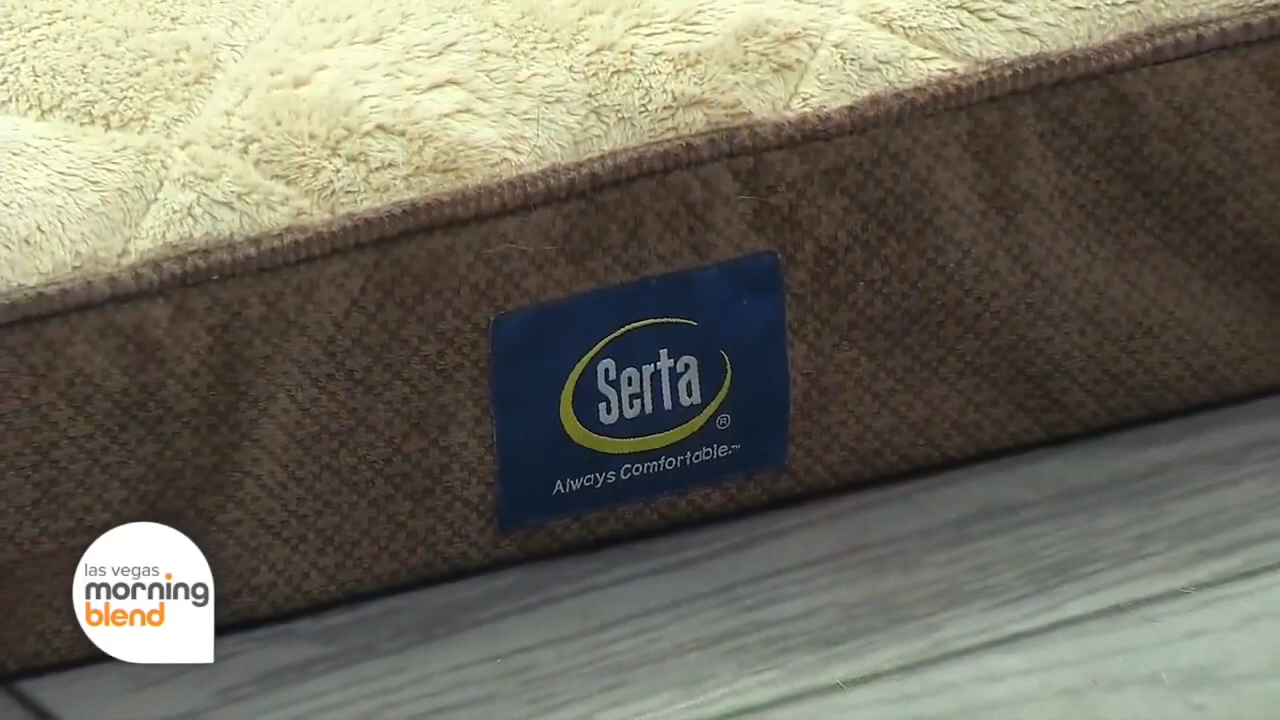 Serta
®
Always Comfortable.™
las vegas
morning
blend